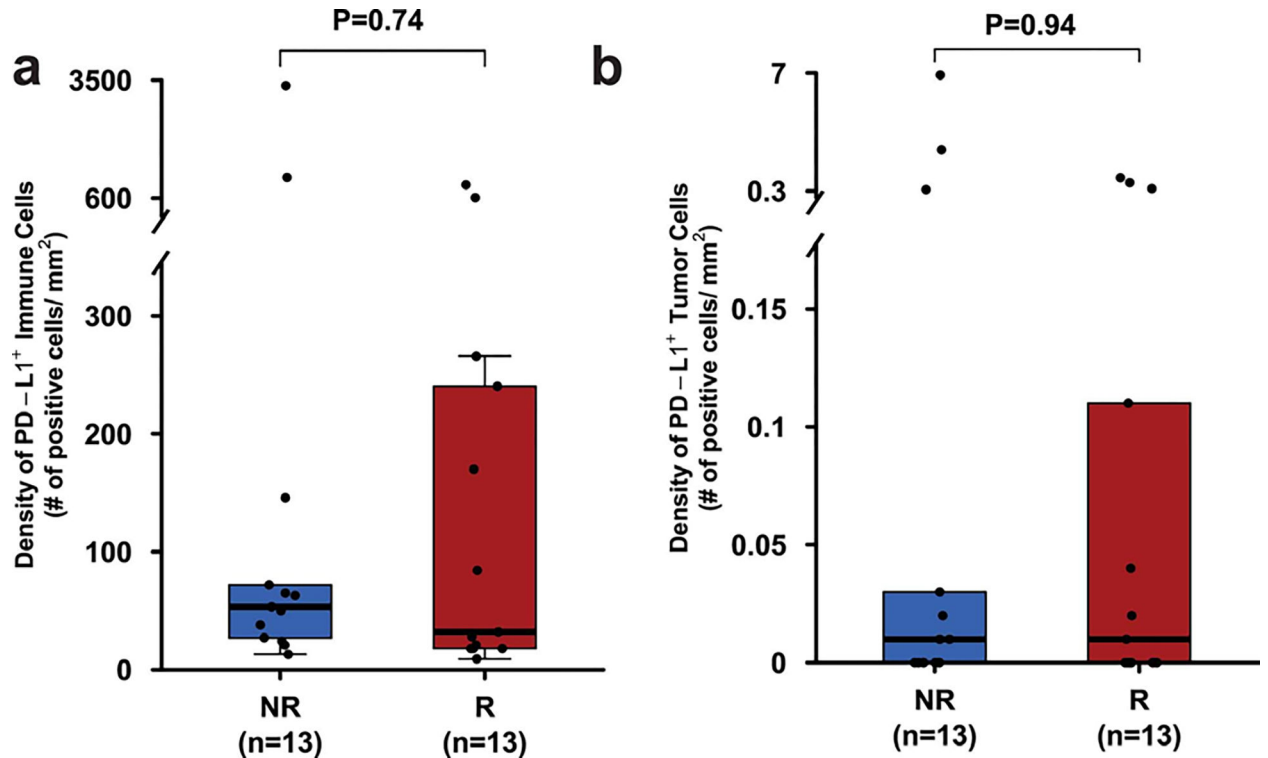 a
P=0.74
Density of PD–L1⁺ Immune Cells
(# of positive cells/ mm²)
3500
600
300
200
100
0
NR
(n=13)
R
(n=13)
b
P=0.94
Density of PD–L1⁺ Tumor Cells
(# of positive cells/ mm²)
7
0.3
0.15
0.1
0.05
0
NR
(n=13)
R
(n=13)